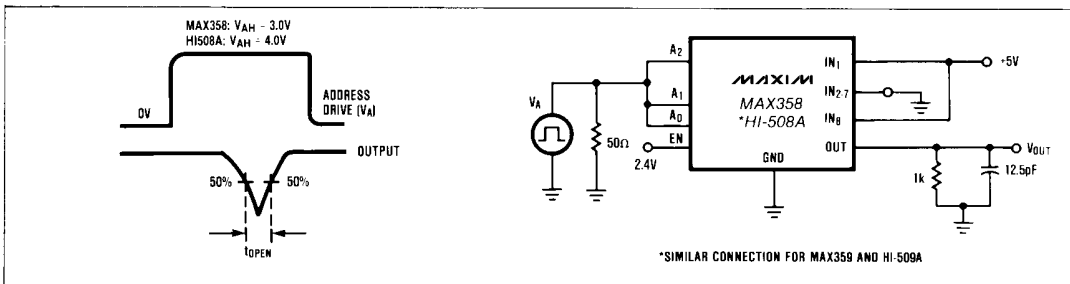 MAX358: VAH = 3.0V
HI508A: VAH = 4.0V
0V
ADDRESS
DRIVE (VA)
OUTPUT
50%
50%
tOPEN
VA
50Ω
2.4V
A2
A1
A0
EN
MAXIM
MAX358
*HI-508A
GND
IN1
IN2-7
IN8
OUT
+5V
VOUT
1k
12.5pF
*SIMILAR CONNECTION FOR MAX359 AND HI-509A